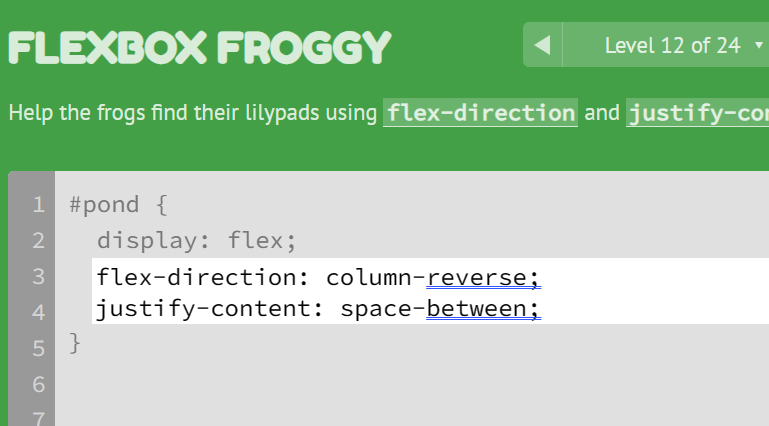 FLEXBOX FROGGY
Level 12 of 24
Help the frogs find their lilypads using flex-direction and
1 #pond {
2 display: flex;
3 flex-direction: column-reverse;
4 justify-content: space-between;
5 }
6
7